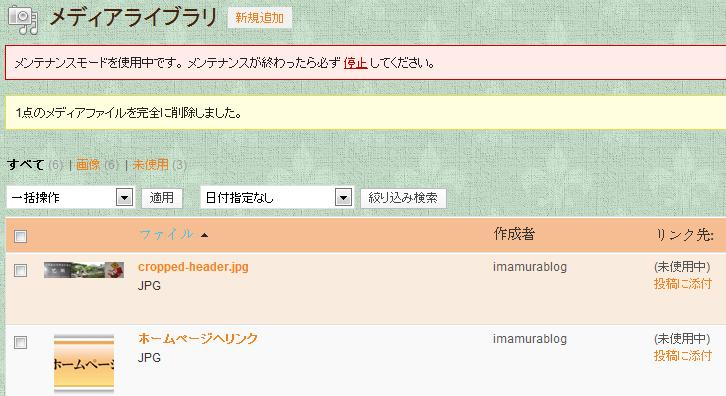 メディアライブラリ 新規追加
メンテナンスモードを使用中です。メンテナンスが終わったら必ず 停止 してください。
1点のメディアファイルを完全に削除しました。
すべて (6) | 画像 (6) | 未使用 (3)
一括操作 適用 日付指定なし 絞り込み検索
ファイル 作成者 リンク先:
cropped-header.jpg imamurablog (未使用中)
JPG 投稿に添付
ホームページへリンク imamurablog (未使用中)
JPG 投稿に添付
ホームページ